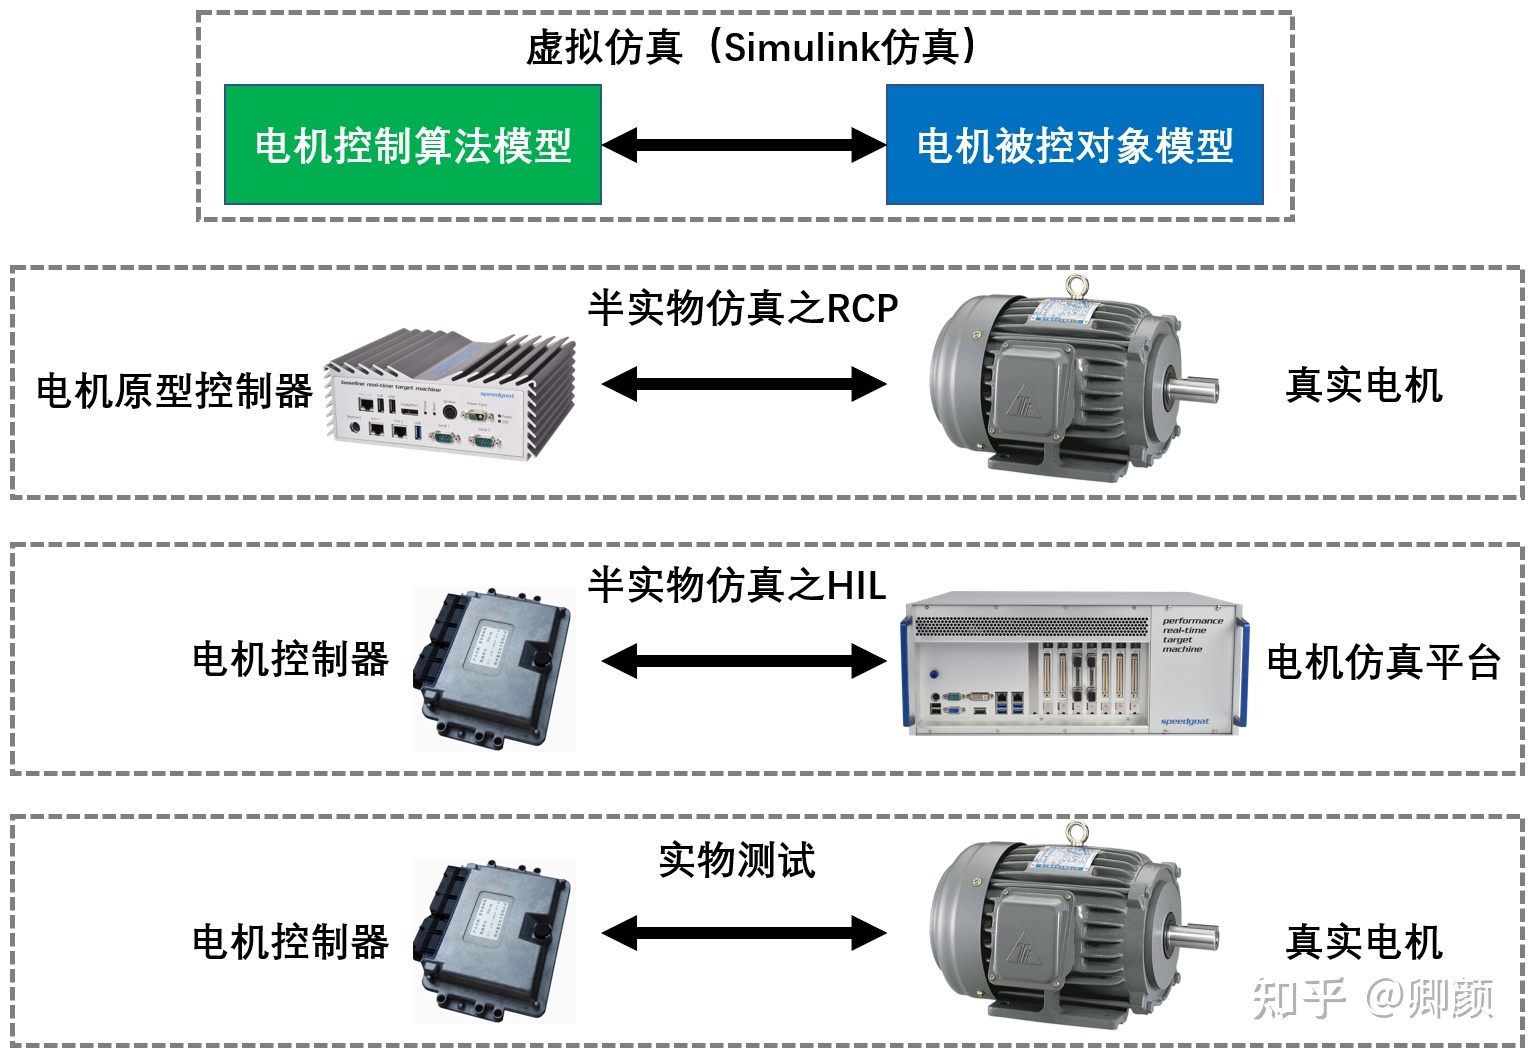 虚拟仿真（Simulink仿真）
电机控制算法模型
电机被控对象模型
半实物仿真之RCP
电机原型控制器
baseline real-time target machine
speedgoat
真实电机
半实物仿真之HIL
电机控制器
performance
real-time
target
machine
speedgoat
电机仿真平台
实物测试
电机控制器
真实电机
知乎 @卿颜